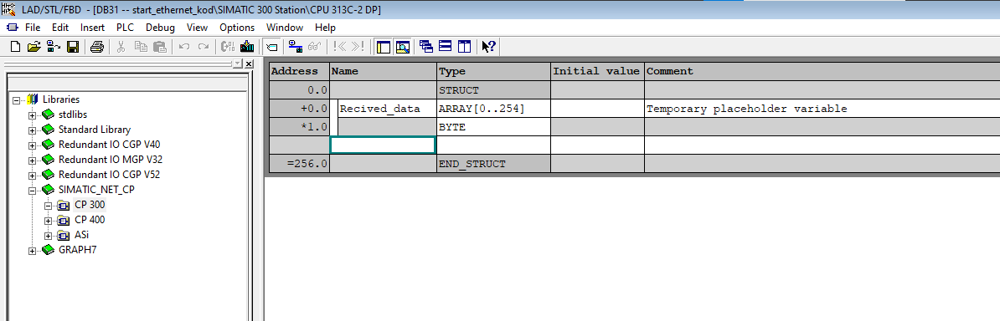 LAD/STL/FBD - [DB31 -- start_ethernet_kod\SIMATIC 300 Station\CPU 313C-2 DP]
File Edit Insert PLC Debug View Options Window Help
Libraries
stdlibs
Standard Library
Redundant IO CGP V40
Redundant IO MGP V32
Redundant IO CGP V52
SIMATIC_NET_CP
CP 300
CP 400
ASi
GRAPH7
Address Name Type Initial value Comment
0.0 STRUCT
+0.0 Recived_data ARRAY[0..254] Temporary placeholder variable
*1.0 BYTE
=256.0 END_STRUCT